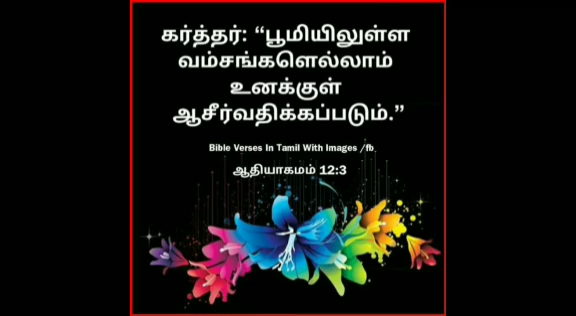 கர்த்தர்: “பூமியிலுள்ள
வம்சங்களெல்லாம்
உனக்குள்
ஆசீர்வதிக்கப்படும்.”
Bible Verses In Tamil With Images /fb
ஆதியாகமம் 12:3